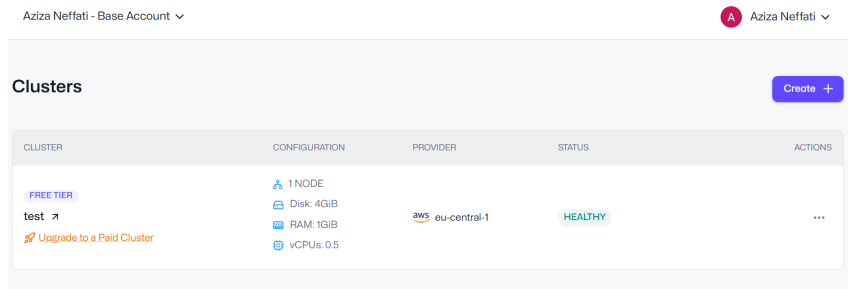 Aziza Neffati - Base Account
A Aziza Neffati
Clusters
Create +
CLUSTER CONFIGURATION PROVIDER STATUS ACTIONS
FREE TIER
test
Upgrade to a Paid Cluster
1 NODE
Disk: 4GiB
RAM: 1GiB
vCPUs: 0.5
aws eu-central-1
HEALTHY